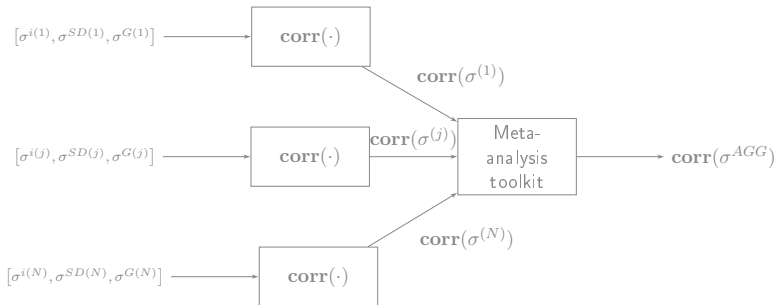 [σ^{i(1)}, σ^{SD(1)}, σ^{G(1)}]
corr(·)
corr(σ^{(1)})
[σ^{i(j)}, σ^{SD(j)}, σ^{G(j)}]
corr(·)
corr(σ^{(j)})
Meta-
analysis
toolkit
corr(σ^{AGG})
[σ^{i(N)}, σ^{SD(N)}, σ^{G(N)}]
corr(·)
corr(σ^{(N)})